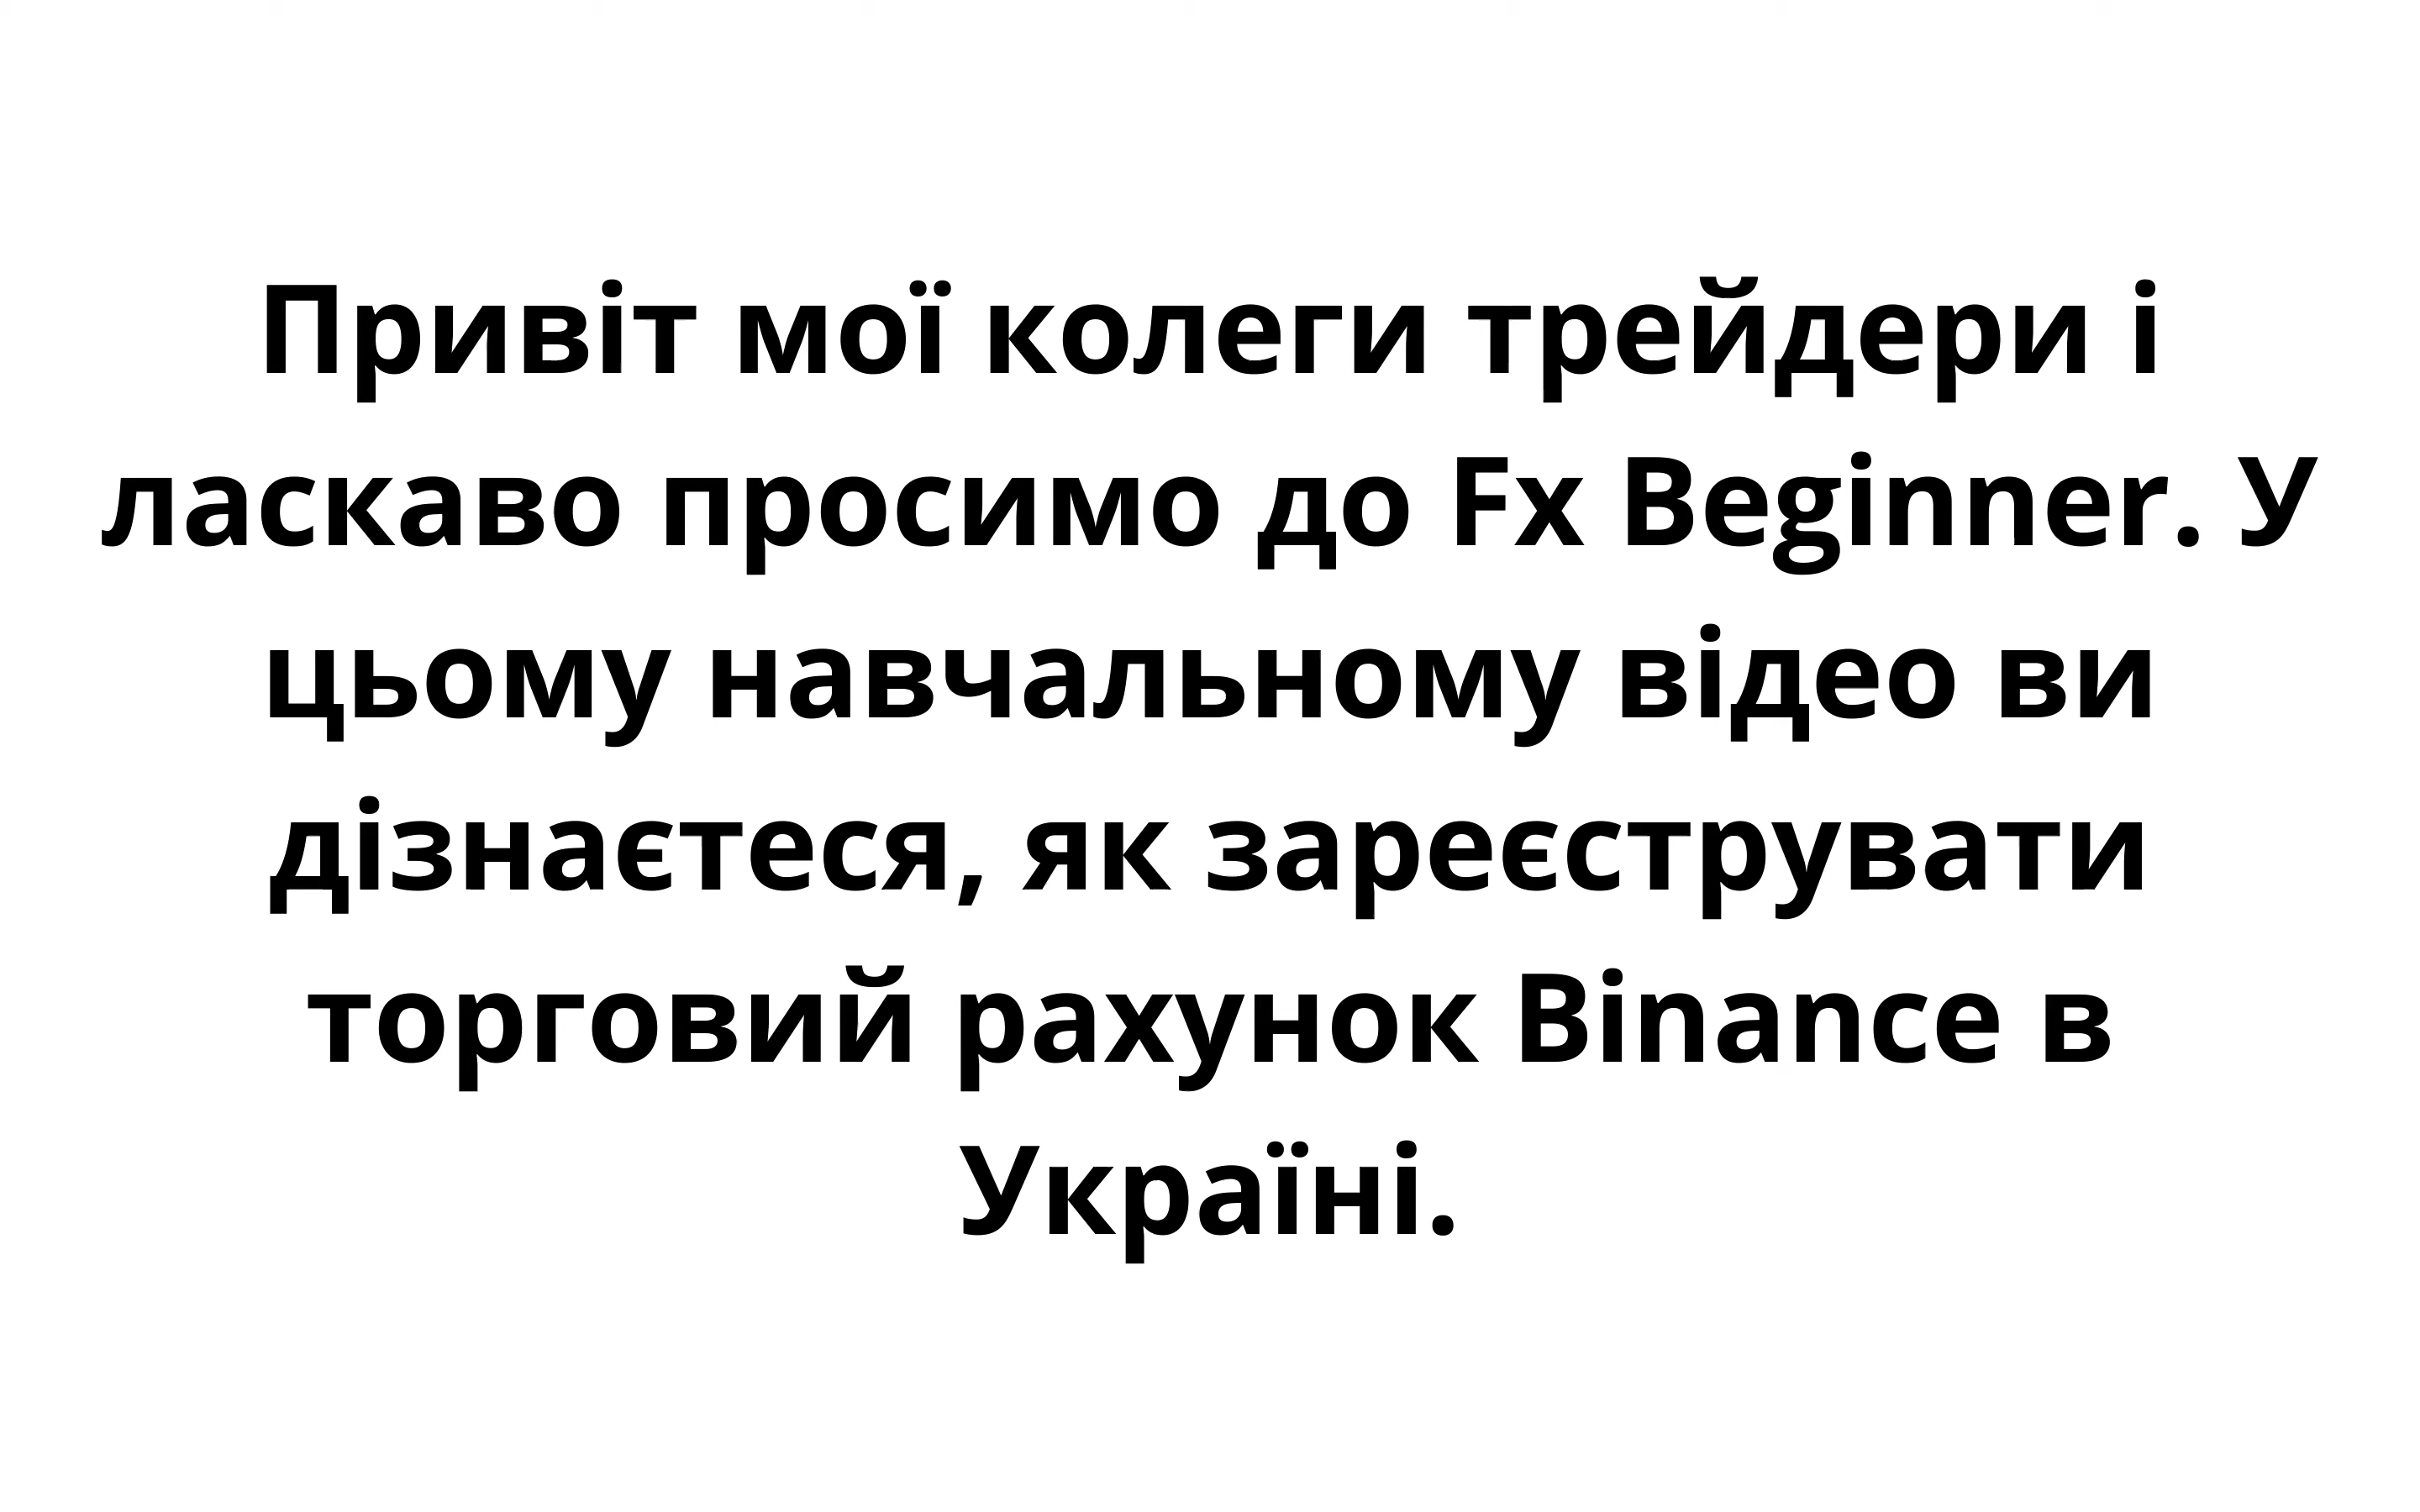 Привіт мої колеги трейдери і
ласкаво просимо до Fx Beginner. У
цьому навчальному відео ви
дізнаєтеся, як зареєструвати
торговий рахунок Binance в
Україні.